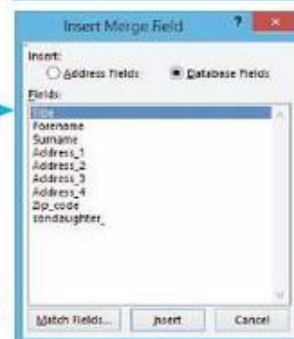 Insert Merge Field ?
Insert:
Address Fields Database Fields
Fields:
Title
Forename
Surname
Address_1
Address_2
Address_3
Address_4
Zip_code
sondaughter_
Match Fields... Insert Cancel